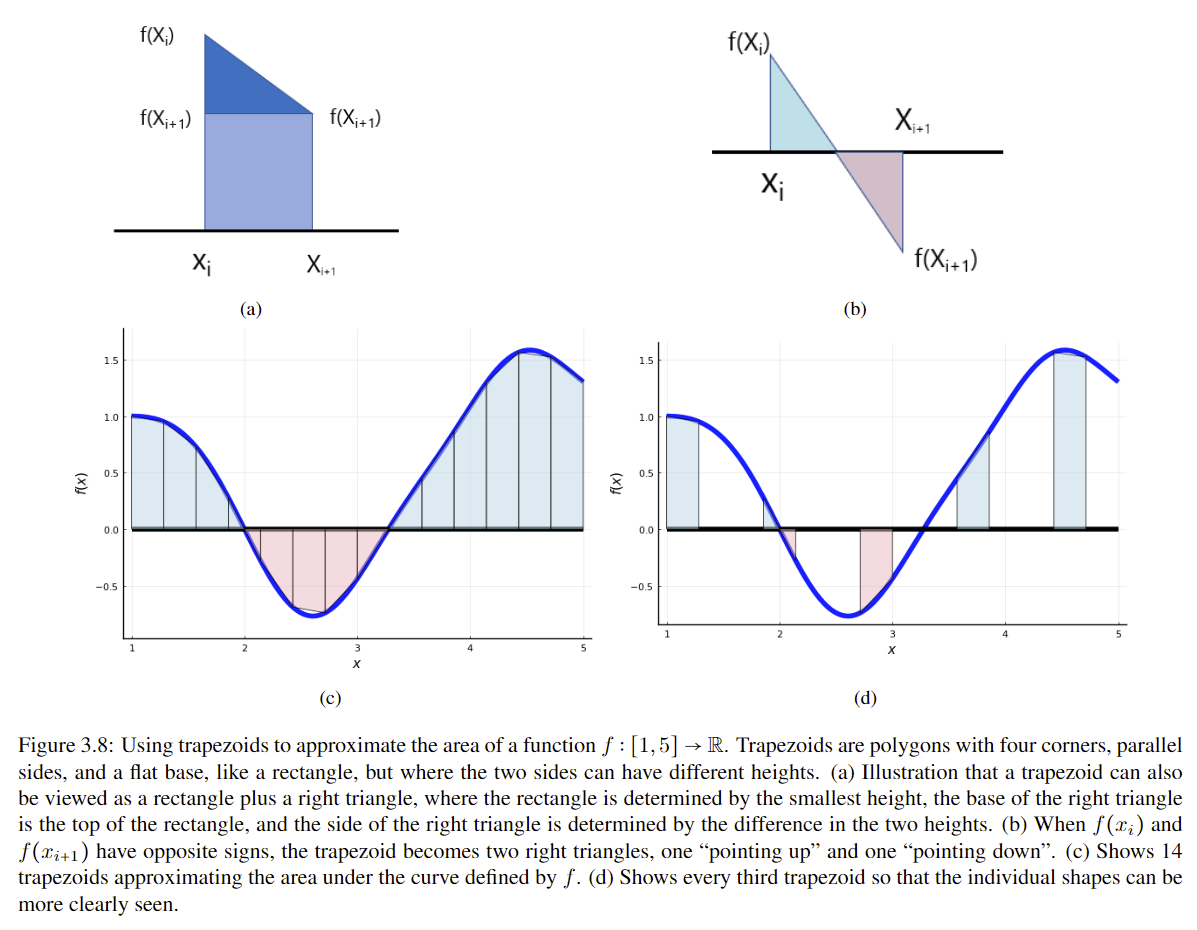 f(Xᵢ)
f(Xᵢ₊₁)
f(Xᵢ₊₁)
Xᵢ
Xᵢ₊₁
(a)
f(Xᵢ)
Xᵢ₊₁
Xᵢ
f(Xᵢ₊₁)
(b)
1.5
1.0
0.5
0.0
−0.5
f(x)
1 2 3 4 5
x
(c)
1.5
1.0
0.5
0.0
−0.5
f(x)
1 2 3 4 5
x
(d)
Figure 3.8: Using trapezoids to approximate the area of a function f : [1, 5] → ℝ. Trapezoids are polygons with four corners, parallel
sides, and a flat base, like a rectangle, but where the two sides can have different heights. (a) Illustration that a trapezoid can also
be viewed as a rectangle plus a right triangle, where the rectangle is determined by the smallest height, the base of the right triangle
is the top of the rectangle, and the side of the right triangle is determined by the difference in the two heights. (b) When f(xᵢ) and
f(xᵢ₊₁) have opposite signs, the trapezoid becomes two right triangles, one “pointing up” and one “pointing down”. (c) Shows 14
trapezoids approximating the area under the curve defined by f. (d) Shows every third trapezoid so that the individual shapes can be
more clearly seen.